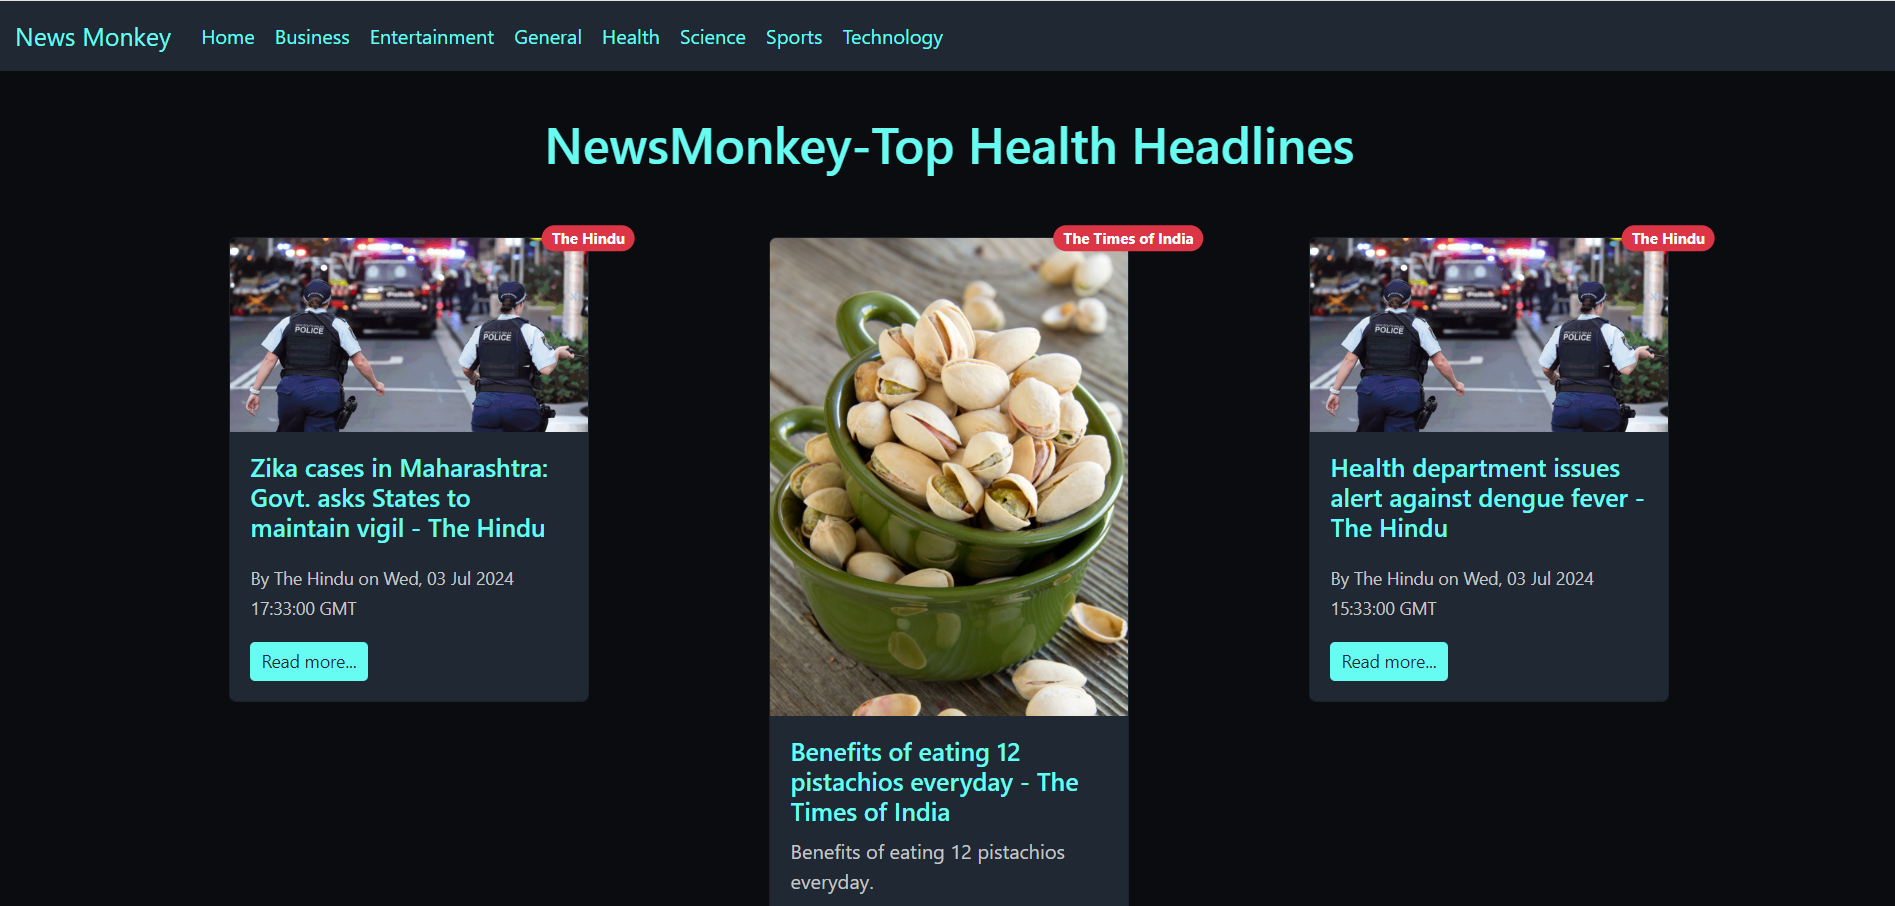 News Monkey Home Business Entertainment General Health Science Sports Technology
NewsMonkey-Top Health Headlines
The Hindu
POLICE
POLICE
Zika cases in Maharashtra:
Govt. asks States to
maintain vigil - The Hindu
By The Hindu on Wed, 03 Jul 2024
17:33:00 GMT
Read more...
The Times of India
Benefits of eating 12
pistachios everyday - The
Times of India
Benefits of eating 12 pistachios
everyday.
The Hindu
POLICE
POLICE
Health department issues
alert against dengue fever -
The Hindu
By The Hindu on Wed, 03 Jul 2024
15:33:00 GMT
Read more...